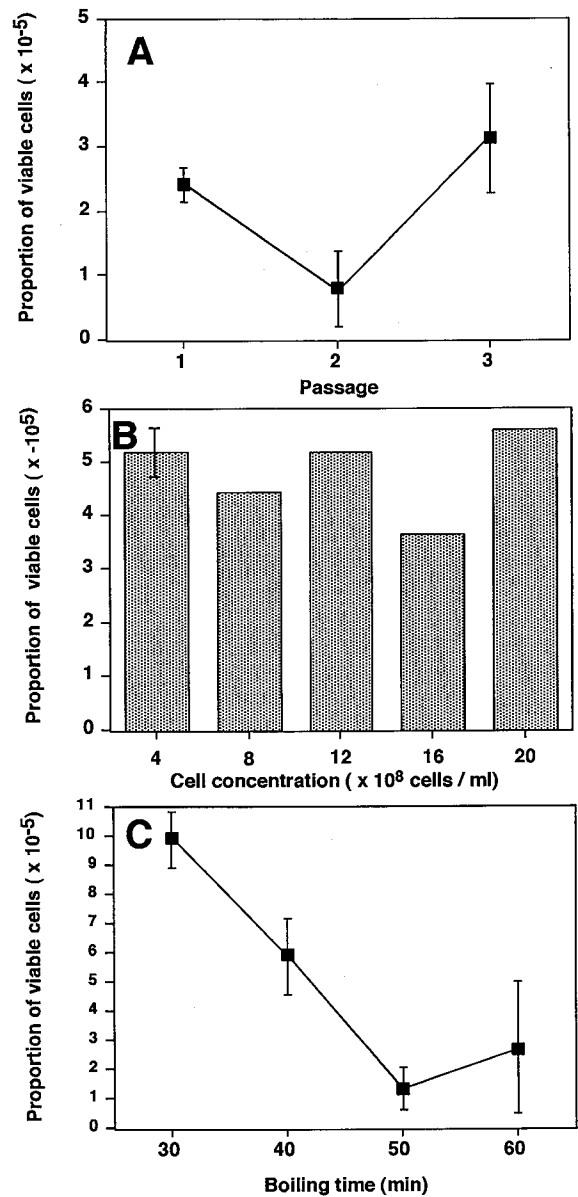 A
Proportion of viable cells ( x 10-5)
5
4
3
2
1
0
1 2 3
Passage
B
Proportion of viable cells ( x -105)
6
5
4
3
2
1
0
4 8 12 16 20
Cell concentration ( x 108 cells / ml)
C
Proportion of viable cells ( x 10-5)
11
10
9
8
7
6
5
4
3
2
1
0
30 40 50 60
Boiling time (min)